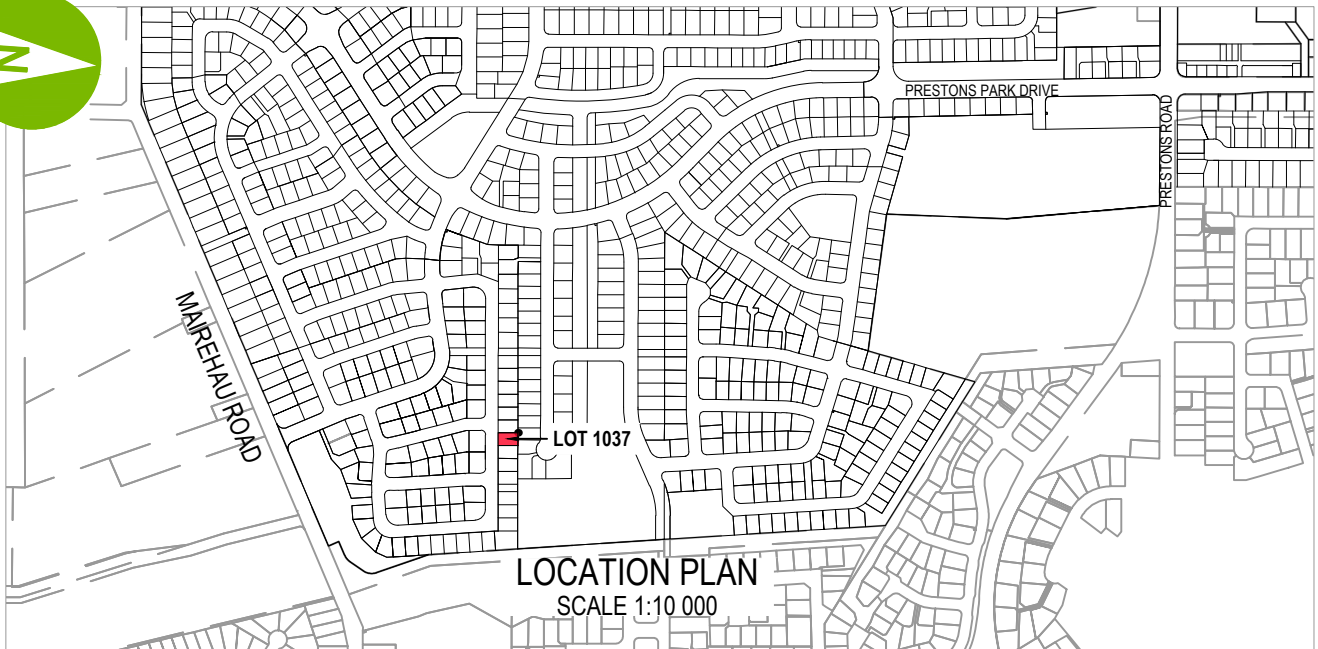 N
PRESTONS PARK DRIVE
PRESTONS ROAD
MAIREHAU ROAD
LOT 1037
LOCATION PLAN
SCALE 1:10 000